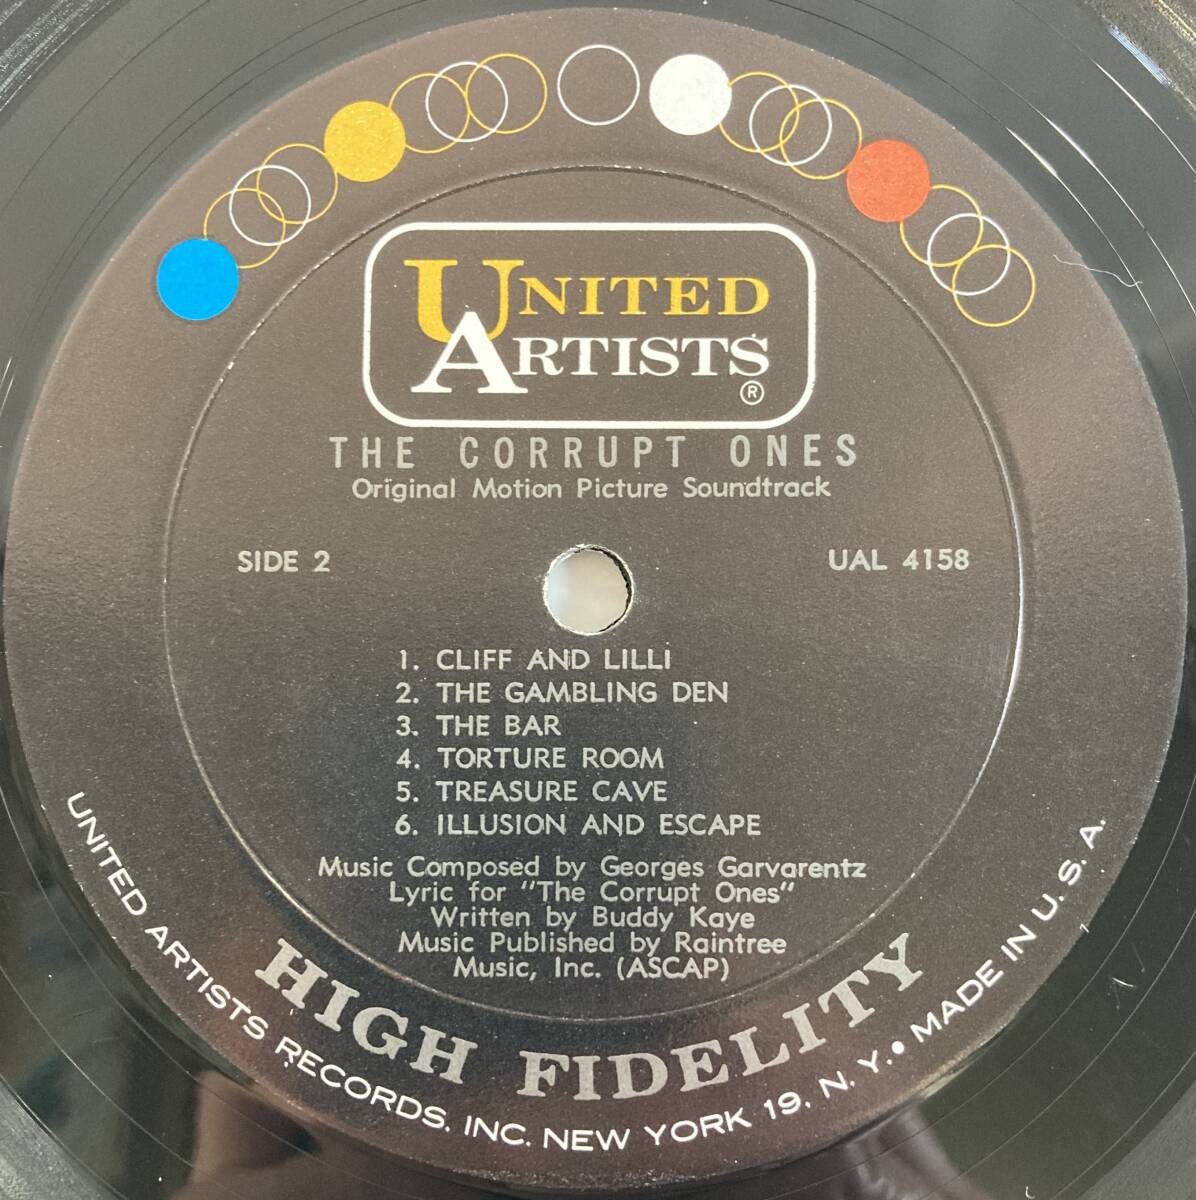 UNITED
ARTISTS
®
THE CORRUPT ONES
Original Motion Picture Soundtrack
SIDE 2
UAL 4158
1. CLIFF AND LILLI
2. THE GAMBLING DEN
3. THE BAR
4. TORTURE ROOM
5. TREASURE CAVE
6. ILLUSION AND ESCAPE
Music Composed by Georges Garvarentz
Lyric for "The Corrupt Ones"
Written by Buddy Kaye
Music Published by Raintree
Music, Inc. (ASCAP)
HIGH FIDELITY
UNITED ARTISTS RECORDS, INC. NEW YORK 19, N. Y. • MADE IN U. S. A.